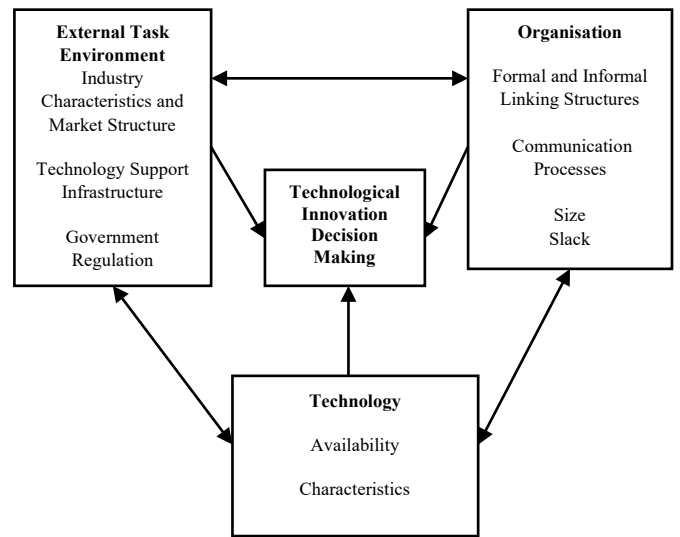 External Task
Environment
Industry
Characteristics and
Market Structure
Technology Support
Infrastructure
Government
Regulation
Organisation
Formal and Informal
Linking Structures
Communication
Processes
Size
Slack
Technological
Innovation
Decision
Making
Technology
Availability
Characteristics